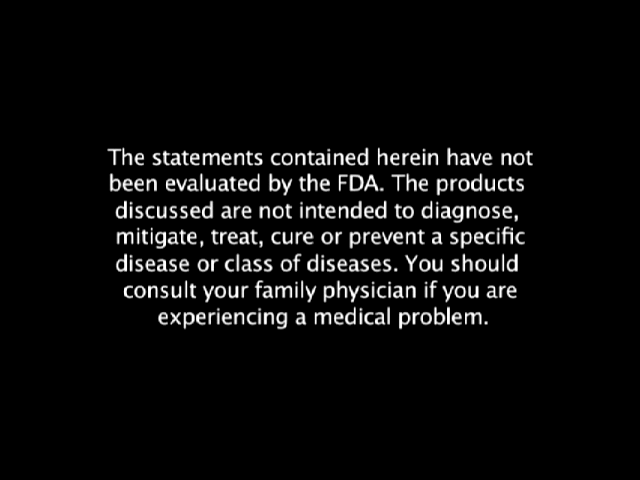 The statements contained herein have not
been evaluated by the FDA. The products
discussed are not intended to diagnose,
mitigate, treat, cure or prevent a specific
disease or class of diseases. You should
consult your family physician if you are
experiencing a medical problem.